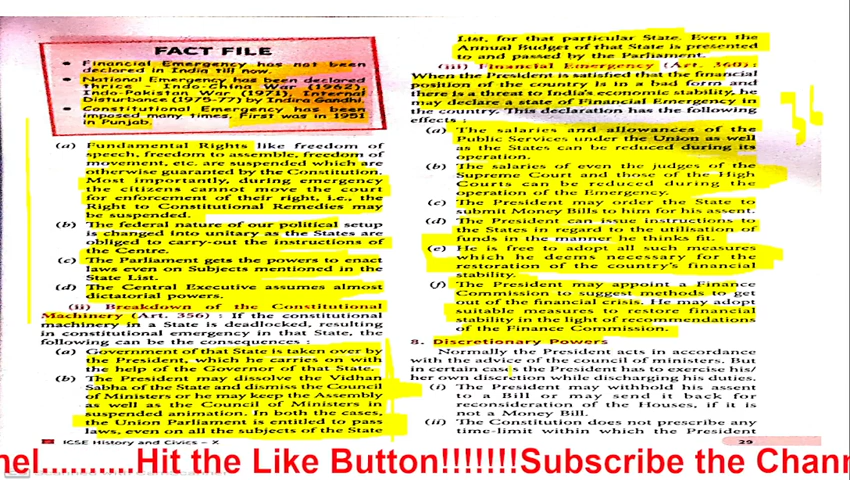 FACT FILE
• Financial Emergency has not been
declared in India till now.
• National Emergency has been declared
thrice – Indo-China War (1962),
Indo-Pakistan War (1971), Internal
Disturbance (1975-77) by Indira Gandhi.
• Constitutional Emergency has been
imposed many times. First was in 1951
in Punjab.
(a) Fundamental Rights like freedom of
speech, freedom to assemble, freedom of
movement, etc. are suspended which are
otherwise guaranted by the Constitution.
Most importantly, during emergency
the citizens cannot move the court
for enforcement of their right, i.e., the
Right to Constitutional Remedies may
be suspended.
(b) The federal nature of our political setup
is changed into unitary as the States are
obliged to carry-out the instructions of
the Centre.
(c) The Parliament gets the powers to enact
laws even on Subjects mentioned in the
State List.
(d) The Central Executive assumes almost
dictatorial powers.
(ii) Breakdown of the Constitutional
Machinery (Art. 356) : If the constitutional
machinery in a State is deadlocked, resulting
in constitutional emergency in that State, the
following can be the consequences :
(a) Government of that State is taken over by
the President, which he carries on with
the help of the Governor of that State.
(b) The President may dissolve the Vidhan
Sabha of the State and dismiss the Council
of Ministers or he may keep the Assembly
as well as the Council of Ministers in
suspended animation. In both the cases,
the Union Parliament is entitled to pass
laws, even on all the subjects of the State
ICSE History and Civics – X
List, for that particular State. Even the
Annual Budget of that State is presented
to and passed by the Parliament.
(iii) Financial Emergency (Art. 360) :
When the President is satisfied that the financial
position of the country is in a bad form and
there is a threat to India's economic stability, he
may declare a state of Financial Emergency in
the country. This declaration has the following
effects :
(a) The salaries and allowances of the
Public Services under the Union as well
as the States can be reduced during its
operation.
(b) The salaries of even the judges of the
Supreme Court and those of the High
Courts can be reduced during the
operation of the Emergency.
(c) The President may order the State to
submit Money Bills to him for his assent.
(d) The President can issue instructions to
the States in regard to the utilisation of
funds in the manner he thinks fit.
(e) He is free to adopt all such measures
which he deems necessary for the
restoration of the country's financial
stability.
(f) The President may appoint a Finance
Commission to suggest methods to get
out of the financial crisis. He may adopt
suitable measures to restore financial
stability in the light of recommendations
of the Finance Commission.
8. Discretionary Powers
Normally the President acts in accordance
with the advice of the council of ministers. But
in certain cases the President has to exercise his/
her own discretion while discharging his duties.
(i) The President may withhold his assent
to a Bill or may send it back for
reconsideration of the Houses, if it is
not a Money Bill.
(ii) The Constitution does not prescribe any
time-limit within which the President
29
nel..........Hit the Like Button!!!!!!!Subscribe the Chann